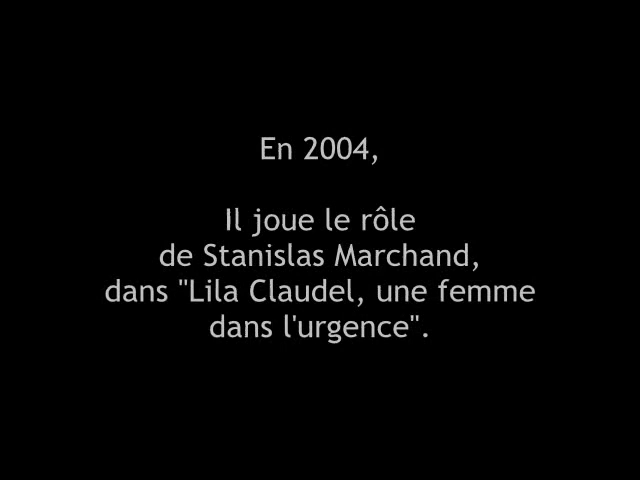 En 2004,
Il joue le rôle
de Stanislas Marchand,
dans "Lila Claudel, une femme
dans l'urgence".